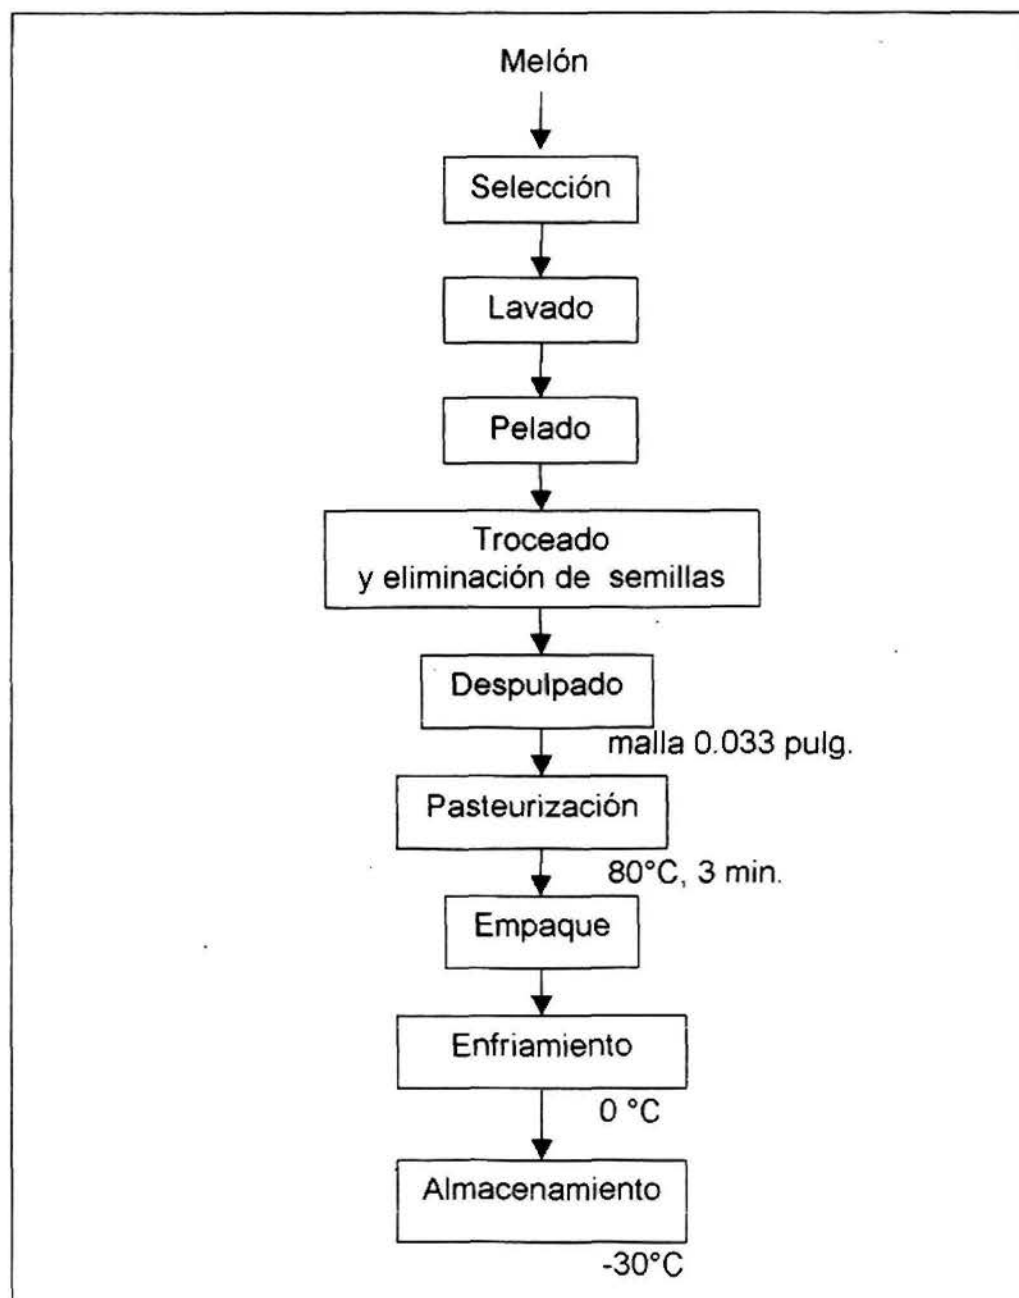 Melón
Selección
Lavado
Pelado
Troceado
y eliminación de semillas
Despulpado
malla 0.033 pulg.
Pasteurización
80°C, 3 min.
Empaque
Enfriamiento
0 °C
Almacenamiento
-30°C